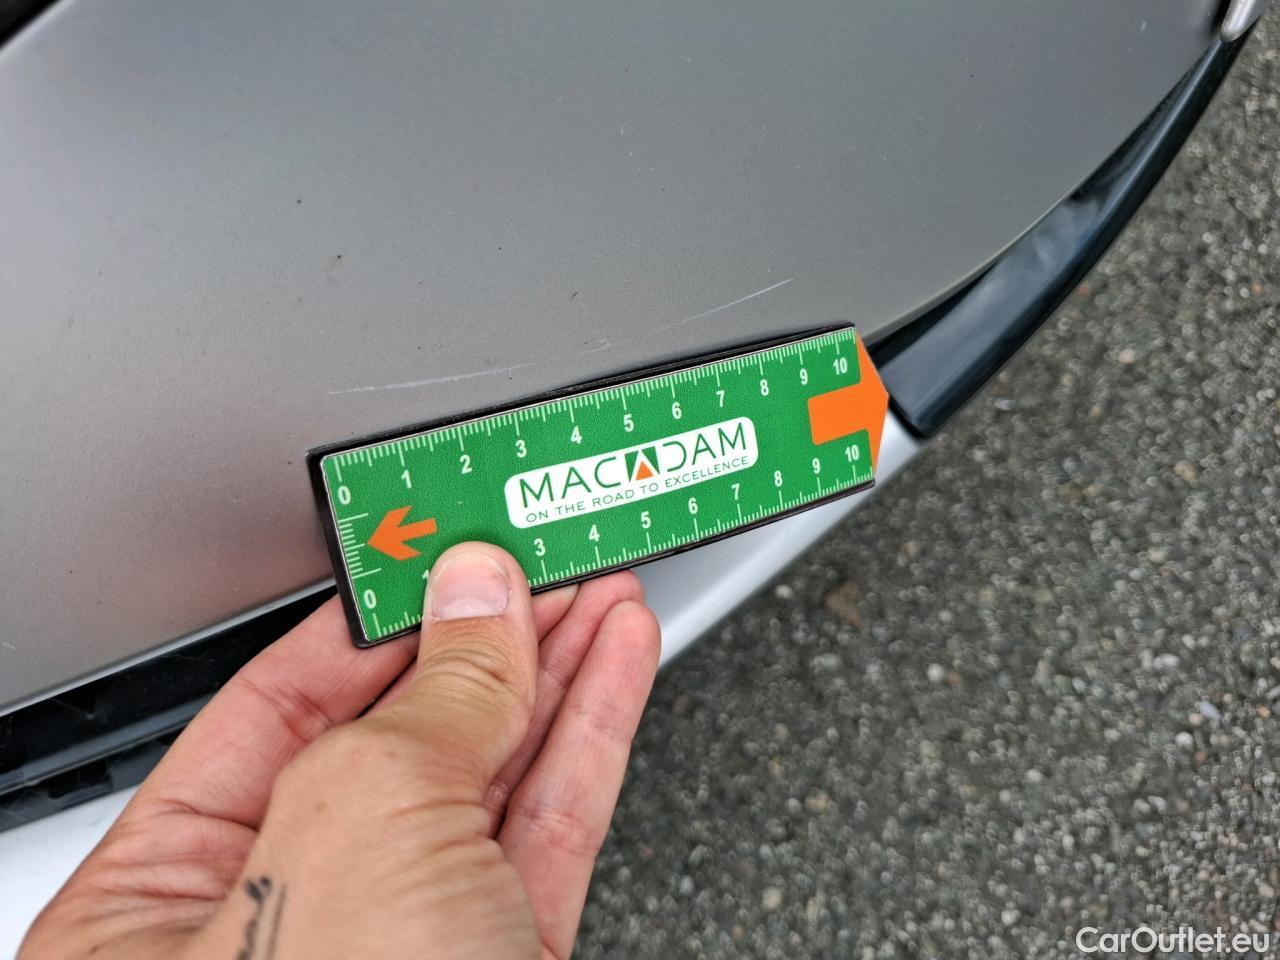 0 1 2 3 4 5 6 7 8 9 10
MACADAM
ON THE ROAD TO EXCELLENCE
0 1 3 4 5 6 7 8 9 10
CarOutlet.eu